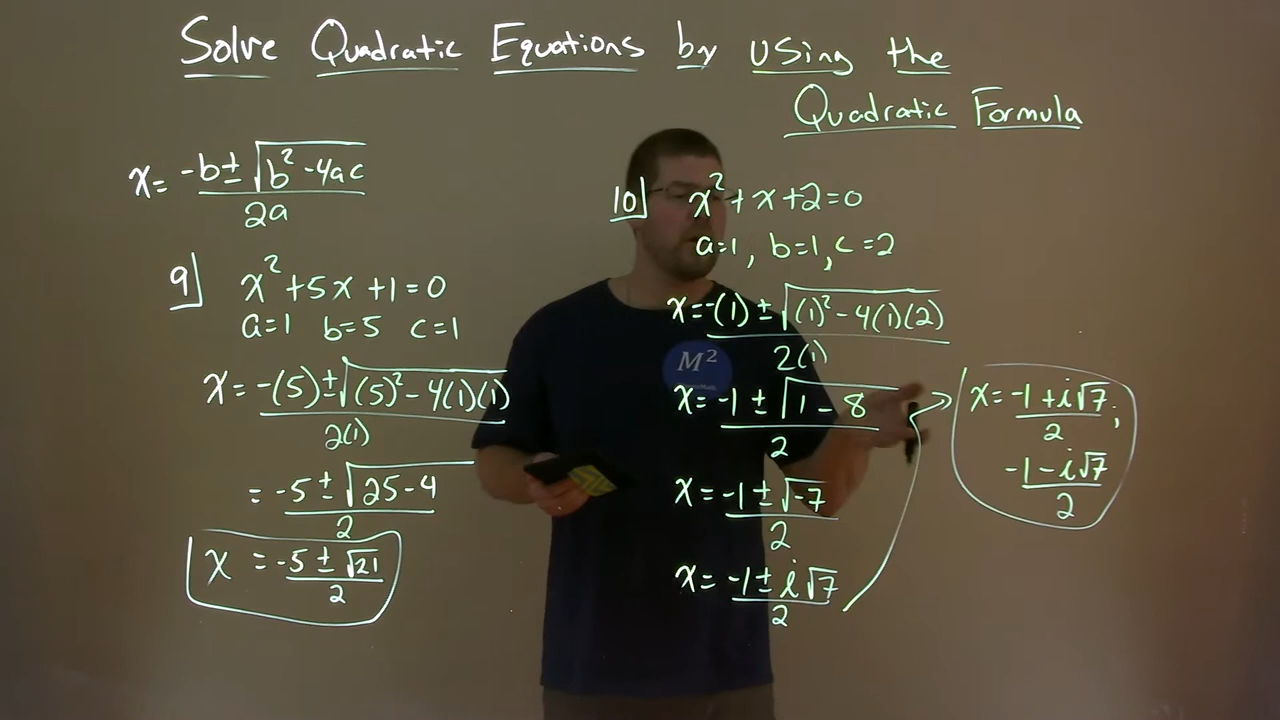 Solve Quadratic Equations by Using the
Quadratic Formula
x = -b ± √(b² - 4ac) / 2a
9] x² + 5x + 1 = 0
a=1 b=5 c=1
x = -(5) ± √((5)² - 4(1)(1)) / 2(1)
= -5 ± √(25 - 4) / 2
x = -5 ± √21 / 2
10] x² + x + 2 = 0
a=1, b=1, c=2
x = -(1) ± √((1)² - 4(1)(2)) / 2(1)
M²
x = -1 ± √(1 - 8) / 2
x = -1 ± √-7 / 2
x = -1 ± i√7 / 2
x = -1 + i√7 / 2 ;
-1 - i√7 / 2